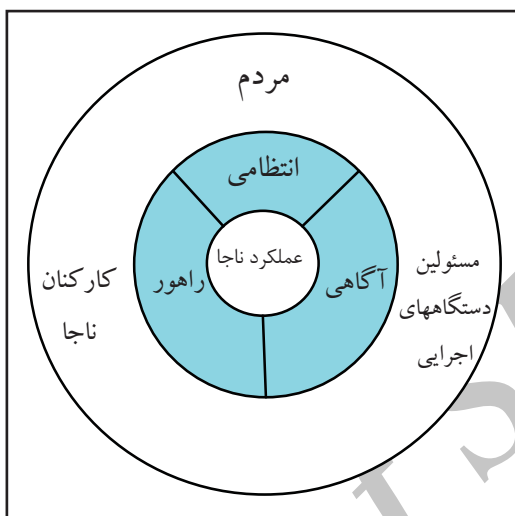 مردم
انتظامی
عملکرد ناجا
آگاهی
راهور
مسئولین
دستگاههای
اجرایی
کارکنان
ناجا